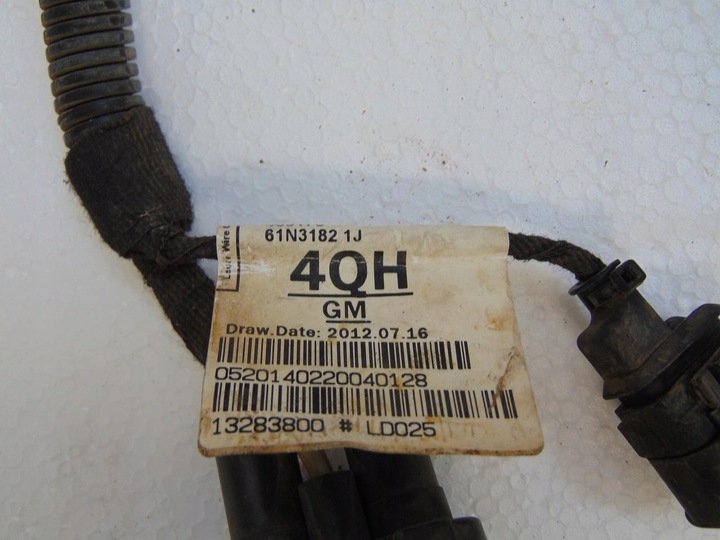 61N3182 1J
4QH
GM
Draw.Date: 2012.07.16
0520140220040128
13283800 # LD025